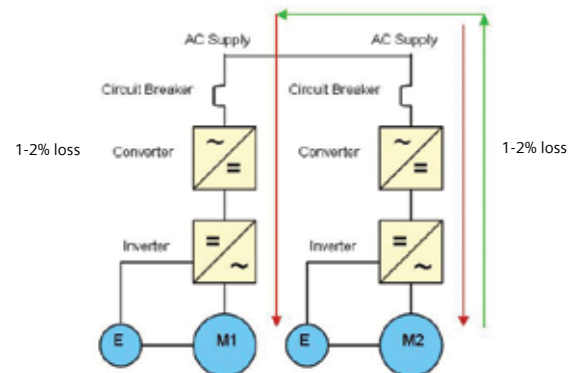 AC Supply AC Supply
Circuit Breaker Circuit Breaker
1-2% loss Converter Converter 1-2% loss
~ ~
= =
Inverter Inverter
= =
~ ~
E M1 E M2